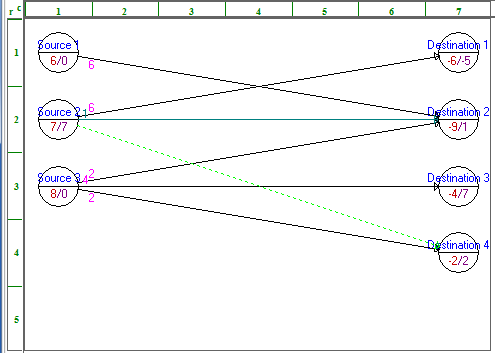 r c 1 2 3 4 5 6 7
1 Source 1 Destination 1
6/0 -6/-5
6
2 Source 2 1 6 Destination 2
7/7 -9/1
3 Source 3 4 2 Destination 3
8/0 2 -4/7
4 Destination 4
-2/2
5